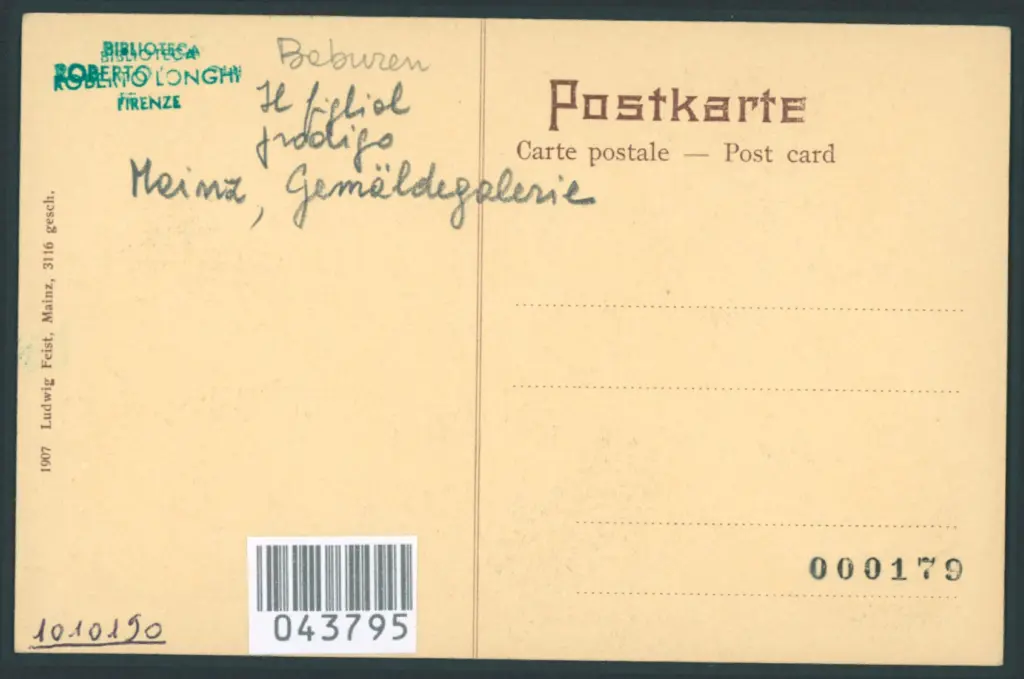 BIBLIOTECA
ROBERTO LONGHI
FIRENZE
Baburen
Il figliol
prodigo
Mainz, Gemäldegalerie
1907 Ludwig Feist, Mainz, 3116 gesch.
1010190
043795
Postkarte
Carte postale — Post card
000179